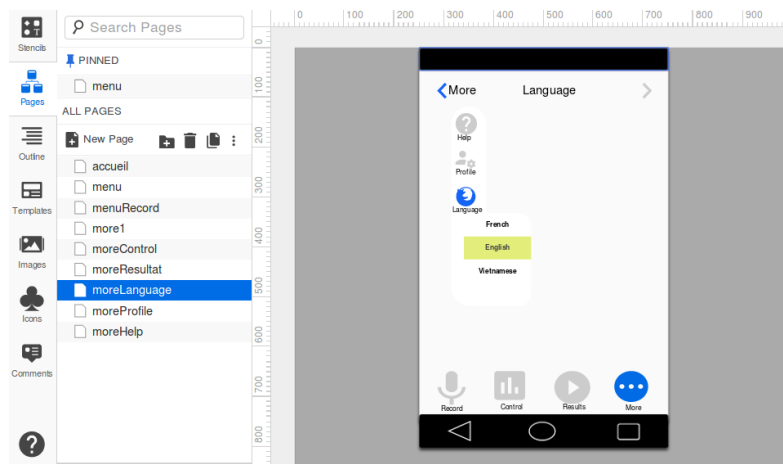 Stencils
Pages
Outline
Templates
Images
Icons
Comments
?
Search Pages
PINNED
menu
ALL PAGES
New Page
accueil
menu
menuRecord
more1
moreControl
moreResultat
moreLanguage
moreProfile
moreHelp
0 100 200 300 400 500 600 700 800 900
0
100
200
300
400
500
600
700
800
More Language
Help
Profile
Language
French
English
Vietnamese
Record Control Results More